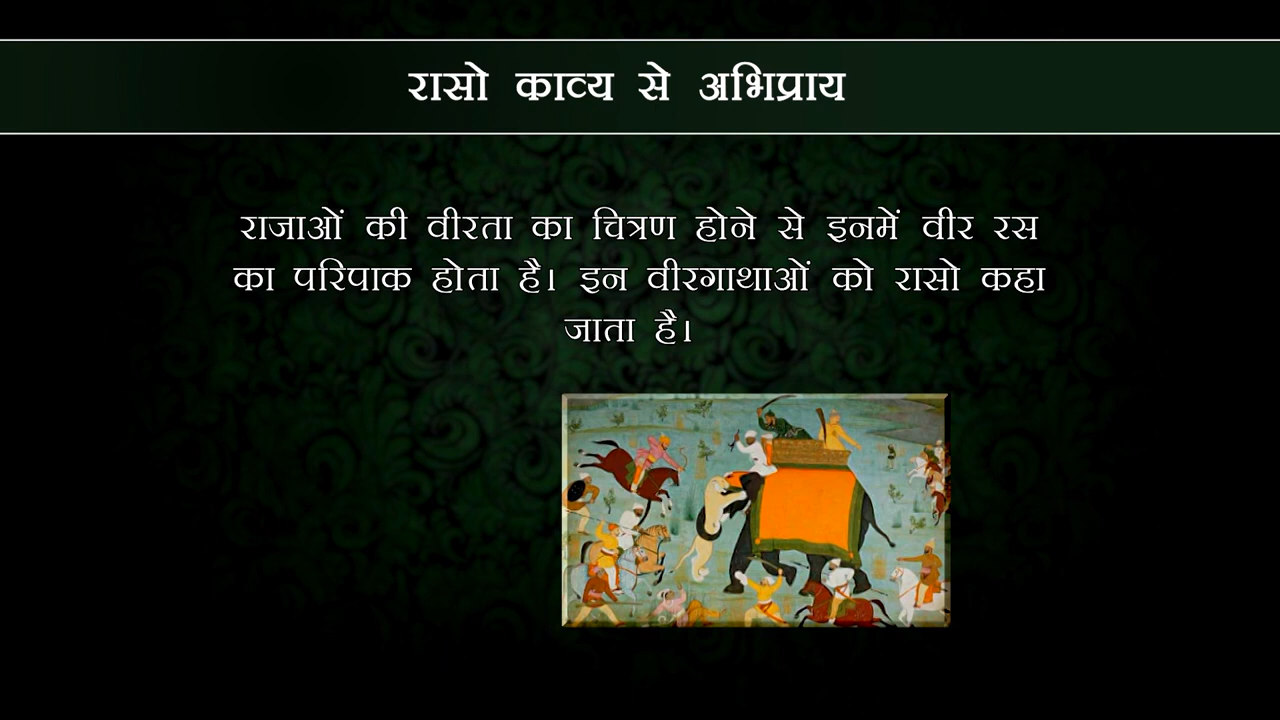 रासो काव्य से अभिप्राय
राजाओं की वीरता का चित्रण होने से इनमें वीर रस
का परिपाक होता है। इन वीरगाथाओं को रासो कहा
जाता है।